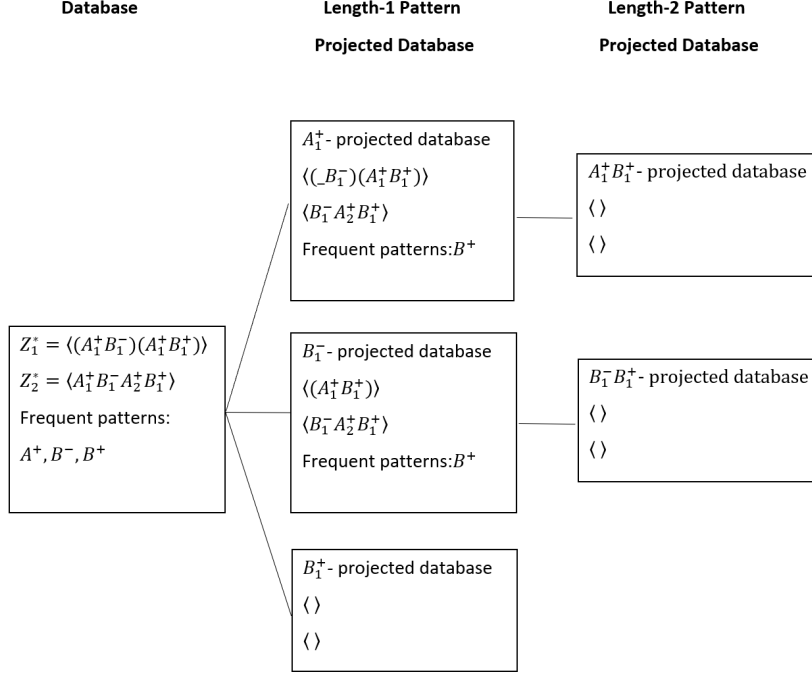 Database
Length-1 Pattern
Projected Database
Length-2 Pattern
Projected Database
Z₁* = ⟨(A₁⁺B₁⁻)(A₁⁺B₁⁺)⟩
Z₂* = ⟨A₁⁺B₁⁻A₂⁺B₁⁺⟩
Frequent patterns:
A⁺, B⁻, B⁺
A₁⁺- projected database
⟨(_B₁⁻)(A₁⁺B₁⁺)⟩
⟨B₁⁻A₂⁺B₁⁺⟩
Frequent patterns:B⁺
B₁⁻- projected database
⟨(A₁⁺B₁⁺)⟩
⟨B₁⁻A₂⁺B₁⁺⟩
Frequent patterns:B⁺
B₁⁺- projected database
⟨ ⟩
⟨ ⟩
A₁⁺B₁⁺- projected database
⟨ ⟩
⟨ ⟩
B₁⁻B₁⁺- projected database
⟨ ⟩
⟨ ⟩